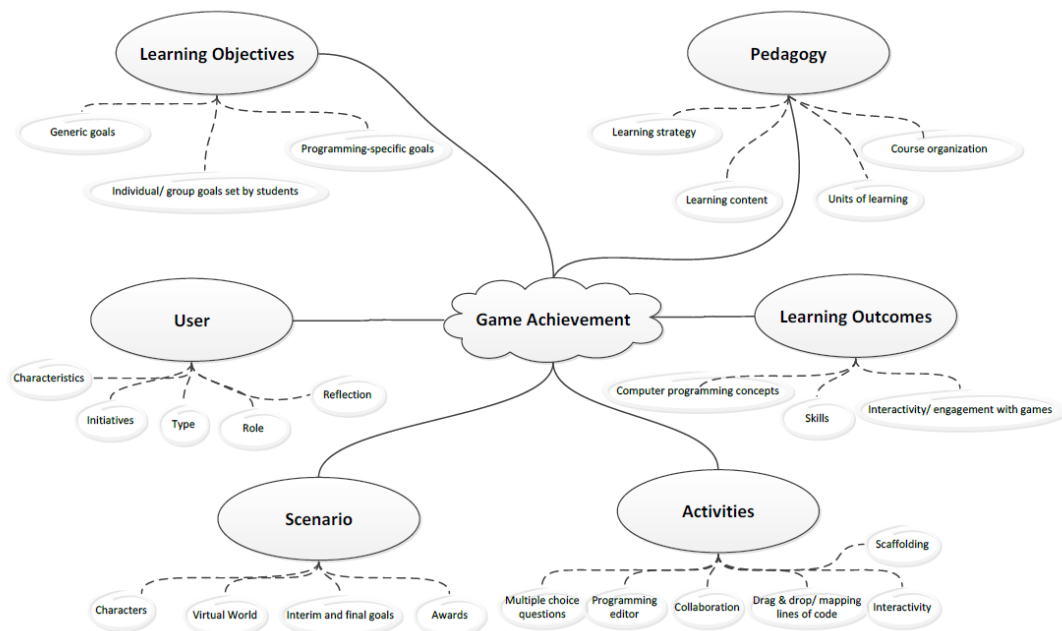 Learning Objectives
Pedagogy
Generic goals
Programming-specific goals
Individual/ group goals set by students
Learning strategy
Course organization
Learning content
Units of learning
User
Game Achievement
Learning Outcomes
Characteristics
Initiatives
Type
Role
Reflection
Computer programming concepts
Skills
Interactivity/ engagement with games
Scenario
Activities
Characters
Virtual World
Interim and final goals
Awards
Scaffolding
Multiple choice
questions
Programming
editor
Collaboration
Drag & drop/ mapping
lines of code
Interactivity